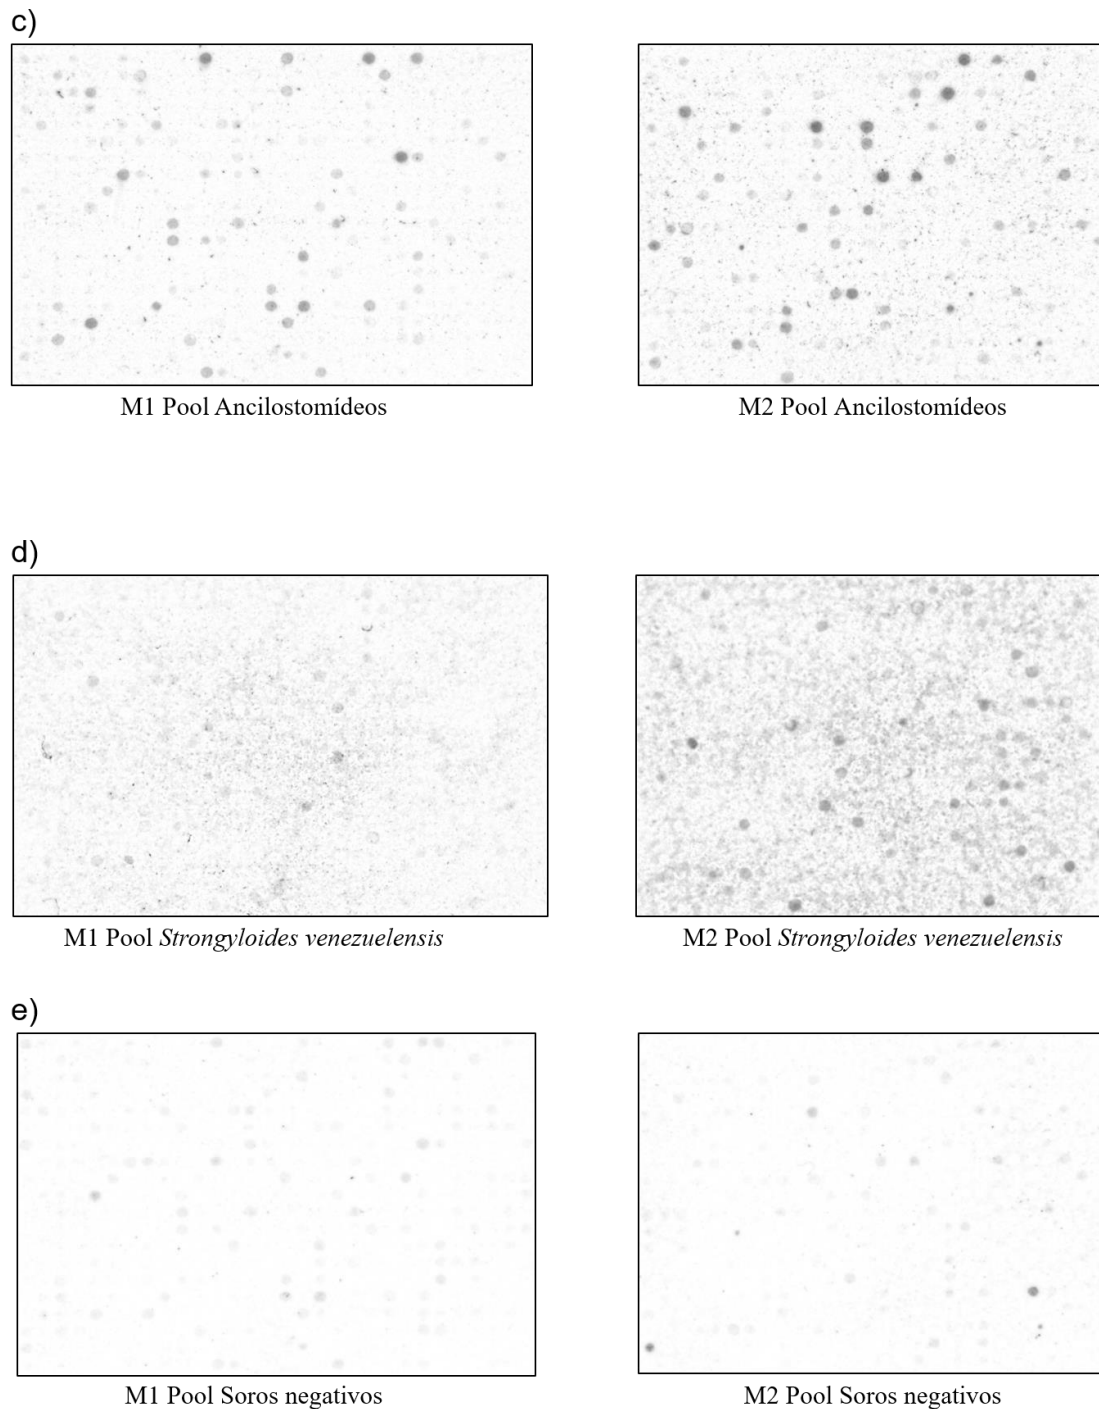 c)
M1 Pool Ancilostomídeos
M2 Pool Ancilostomídeos
d)
M1 Pool Strongyloides venezuelensis
M2 Pool Strongyloides venezuelensis
e)
M1 Pool Soros negativos
M2 Pool Soros negativos